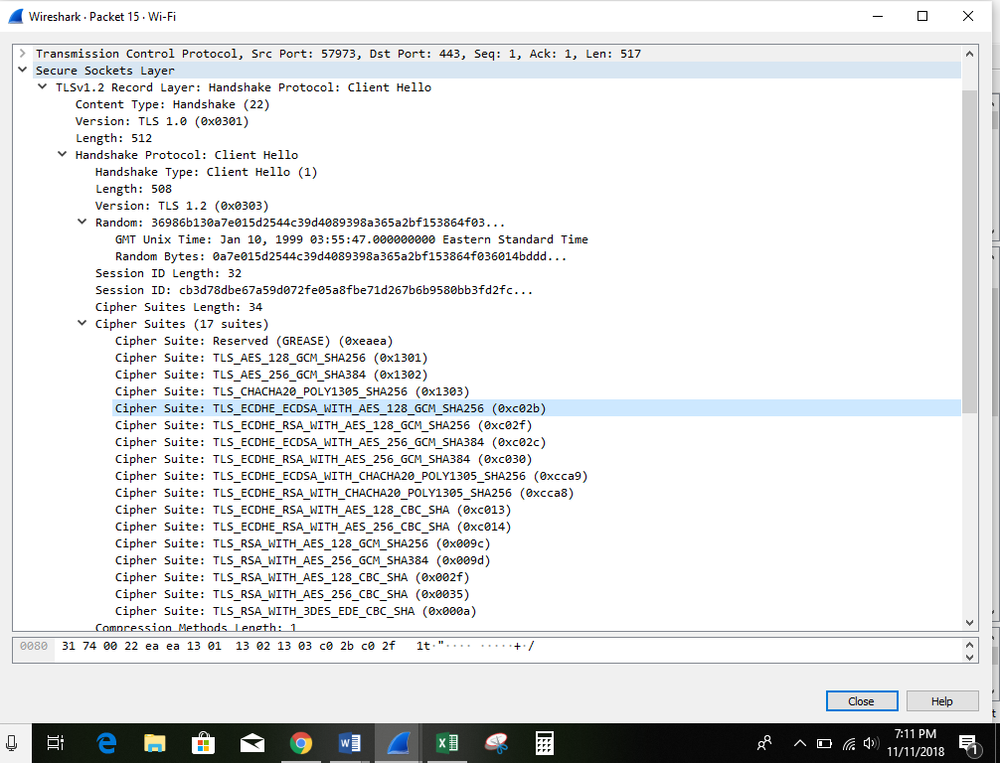 Wireshark · Packet 15 · Wi-Fi
Transmission Control Protocol, Src Port: 57973, Dst Port: 443, Seq: 1, Ack: 1, Len: 517
Secure Sockets Layer
TLSv1.2 Record Layer: Handshake Protocol: Client Hello
Content Type: Handshake (22)
Version: TLS 1.0 (0x0301)
Length: 512
Handshake Protocol: Client Hello
Handshake Type: Client Hello (1)
Length: 508
Version: TLS 1.2 (0x0303)
Random: 36986b130a7e015d2544c39d4089398a365a2bf153864f03...
GMT Unix Time: Jan 10, 1999 03:55:47.000000000 Eastern Standard Time
Random Bytes: 0a7e015d2544c39d4089398a365a2bf153864f036014bddd...
Session ID Length: 32
Session ID: cb3d78dbe67a59d072fe05a8fbe71d267b6b9580bb3fd2fc...
Cipher Suites Length: 34
Cipher Suites (17 suites)
Cipher Suite: Reserved (GREASE) (0xeaea)
Cipher Suite: TLS_AES_128_GCM_SHA256 (0x1301)
Cipher Suite: TLS_AES_256_GCM_SHA384 (0x1302)
Cipher Suite: TLS_CHACHA20_POLY1305_SHA256 (0x1303)
Cipher Suite: TLS_ECDHE_ECDSA_WITH_AES_128_GCM_SHA256 (0xc02b)
Cipher Suite: TLS_ECDHE_RSA_WITH_AES_128_GCM_SHA256 (0xc02f)
Cipher Suite: TLS_ECDHE_ECDSA_WITH_AES_256_GCM_SHA384 (0xc02c)
Cipher Suite: TLS_ECDHE_RSA_WITH_AES_256_GCM_SHA384 (0xc030)
Cipher Suite: TLS_ECDHE_ECDSA_WITH_CHACHA20_POLY1305_SHA256 (0xcca9)
Cipher Suite: TLS_ECDHE_RSA_WITH_CHACHA20_POLY1305_SHA256 (0xcca8)
Cipher Suite: TLS_ECDHE_RSA_WITH_AES_128_CBC_SHA (0xc013)
Cipher Suite: TLS_ECDHE_RSA_WITH_AES_256_CBC_SHA (0xc014)
Cipher Suite: TLS_RSA_WITH_AES_128_GCM_SHA256 (0x009c)
Cipher Suite: TLS_RSA_WITH_AES_256_GCM_SHA384 (0x009d)
Cipher Suite: TLS_RSA_WITH_AES_128_CBC_SHA (0x002f)
Cipher Suite: TLS_RSA_WITH_AES_256_CBC_SHA (0x0035)
Cipher Suite: TLS_RSA_WITH_3DES_EDE_CBC_SHA (0x000a)
Compression Methods Length: 1
0080 31 74 00 22 ea ea 13 01 13 02 13 03 c0 2b c0 2f 1t·"···· ·····+·/
Close Help
7:11 PM
11/11/2018
1